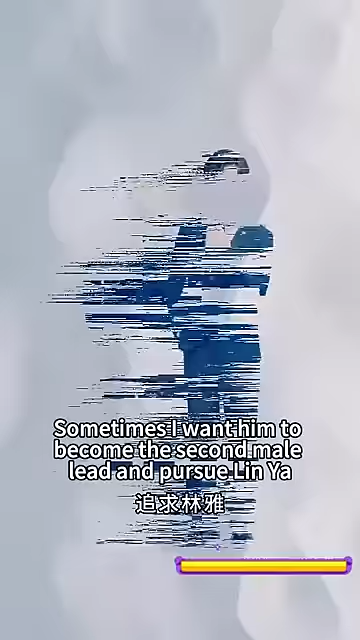 Sometimes I want him to
become the second male
lead and pursue Lin Ya
追求林雅